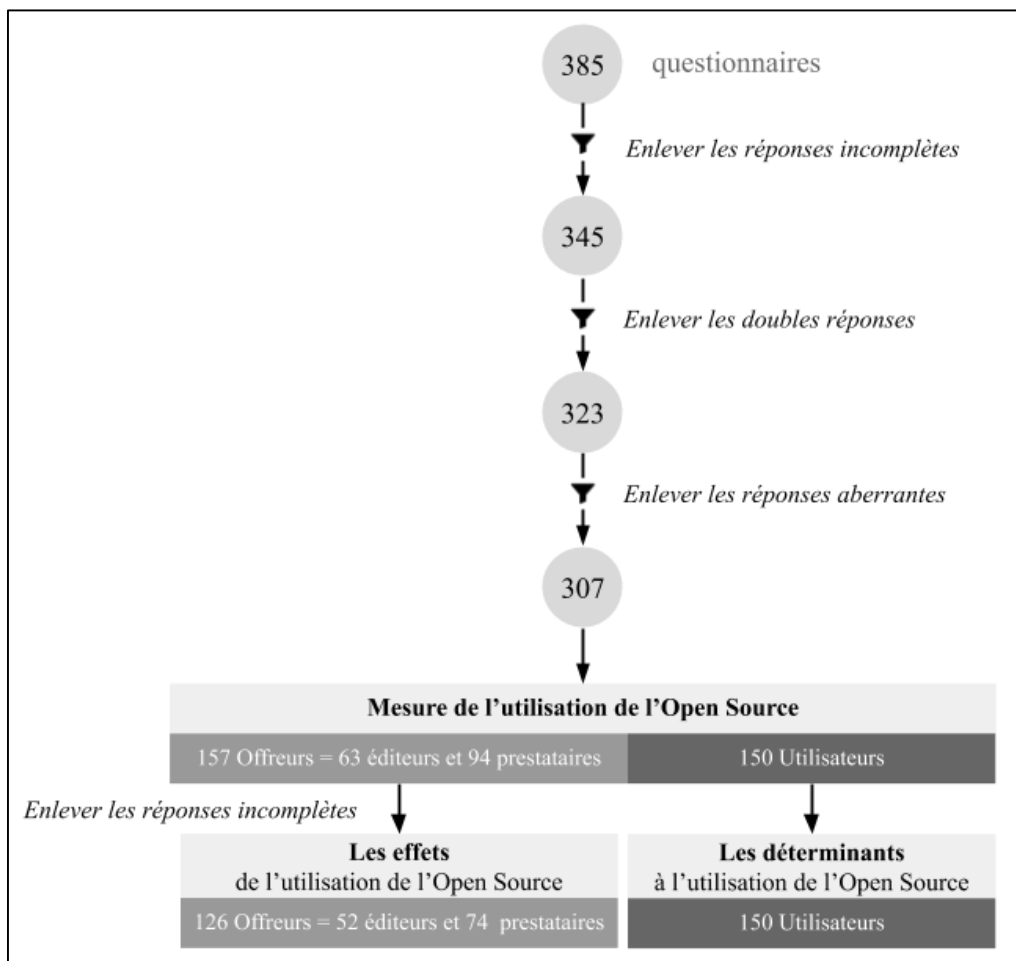 385 questionnaires
Enlever les réponses incomplètes
345
Enlever les doubles réponses
323
Enlever les réponses aberrantes
307
Mesure de l'utilisation de l'Open Source
157 Offreurs = 63 éditeurs et 94 prestataires 150 Utilisateurs
Enlever les réponses incomplètes
Les effets
de l'utilisation de l'Open Source
126 Offreurs = 52 éditeurs et 74 prestataires
Les déterminants
à l'utilisation de l'Open Source
150 Utilisateurs